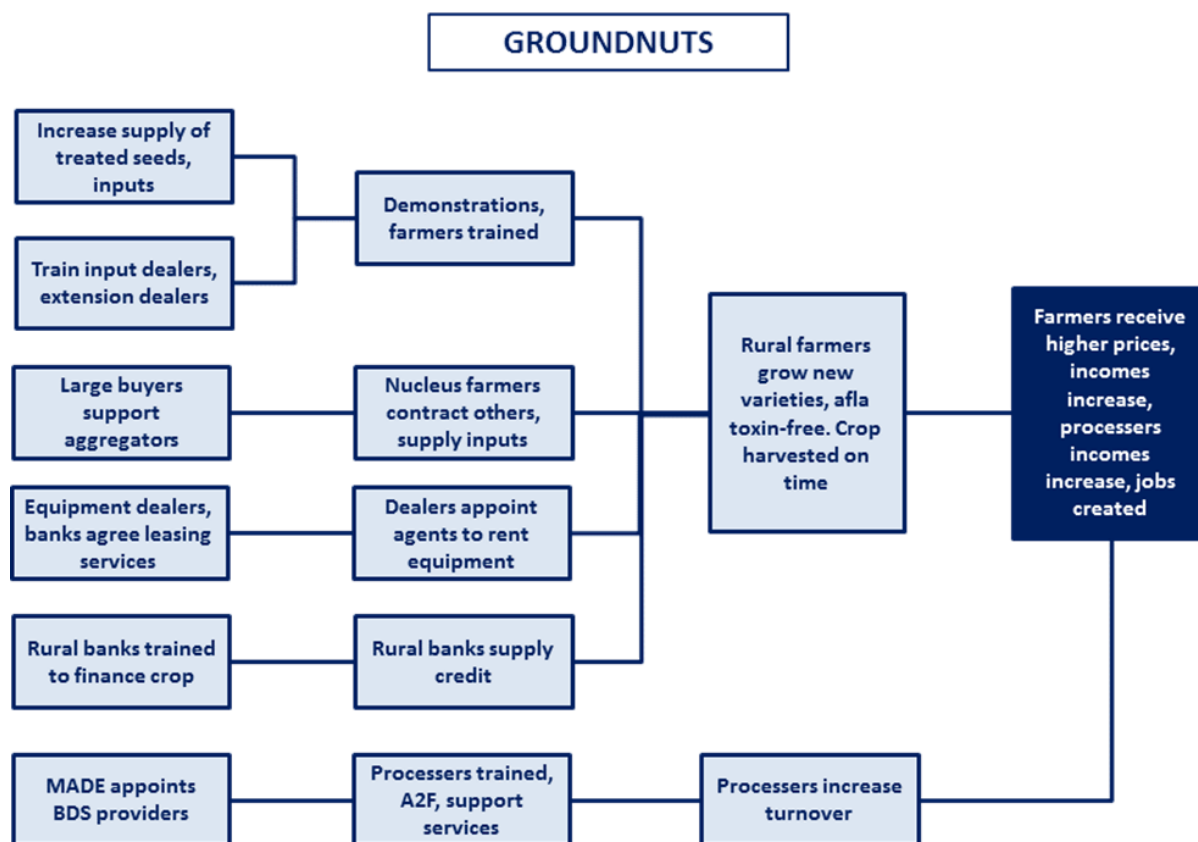 GROUNDNUTS
Increase supply of
treated seeds,
inputs
Train input dealers,
extension dealers
Demonstrations,
farmers trained
Large buyers
support
aggregators
Nucleus farmers
contract others,
supply inputs
Equipment dealers,
banks agree leasing
services
Dealers appoint
agents to rent
equipment
Rural banks trained
to finance crop
Rural banks supply
credit
Rural farmers
grow new
varieties, afla
toxin-free. Crop
harvested on
time
Farmers receive
higher prices,
incomes
increase,
processers
incomes
increase, jobs
created
MADE appoints
BDS providers
Processers trained,
A2F, support
services
Processers increase
turnover